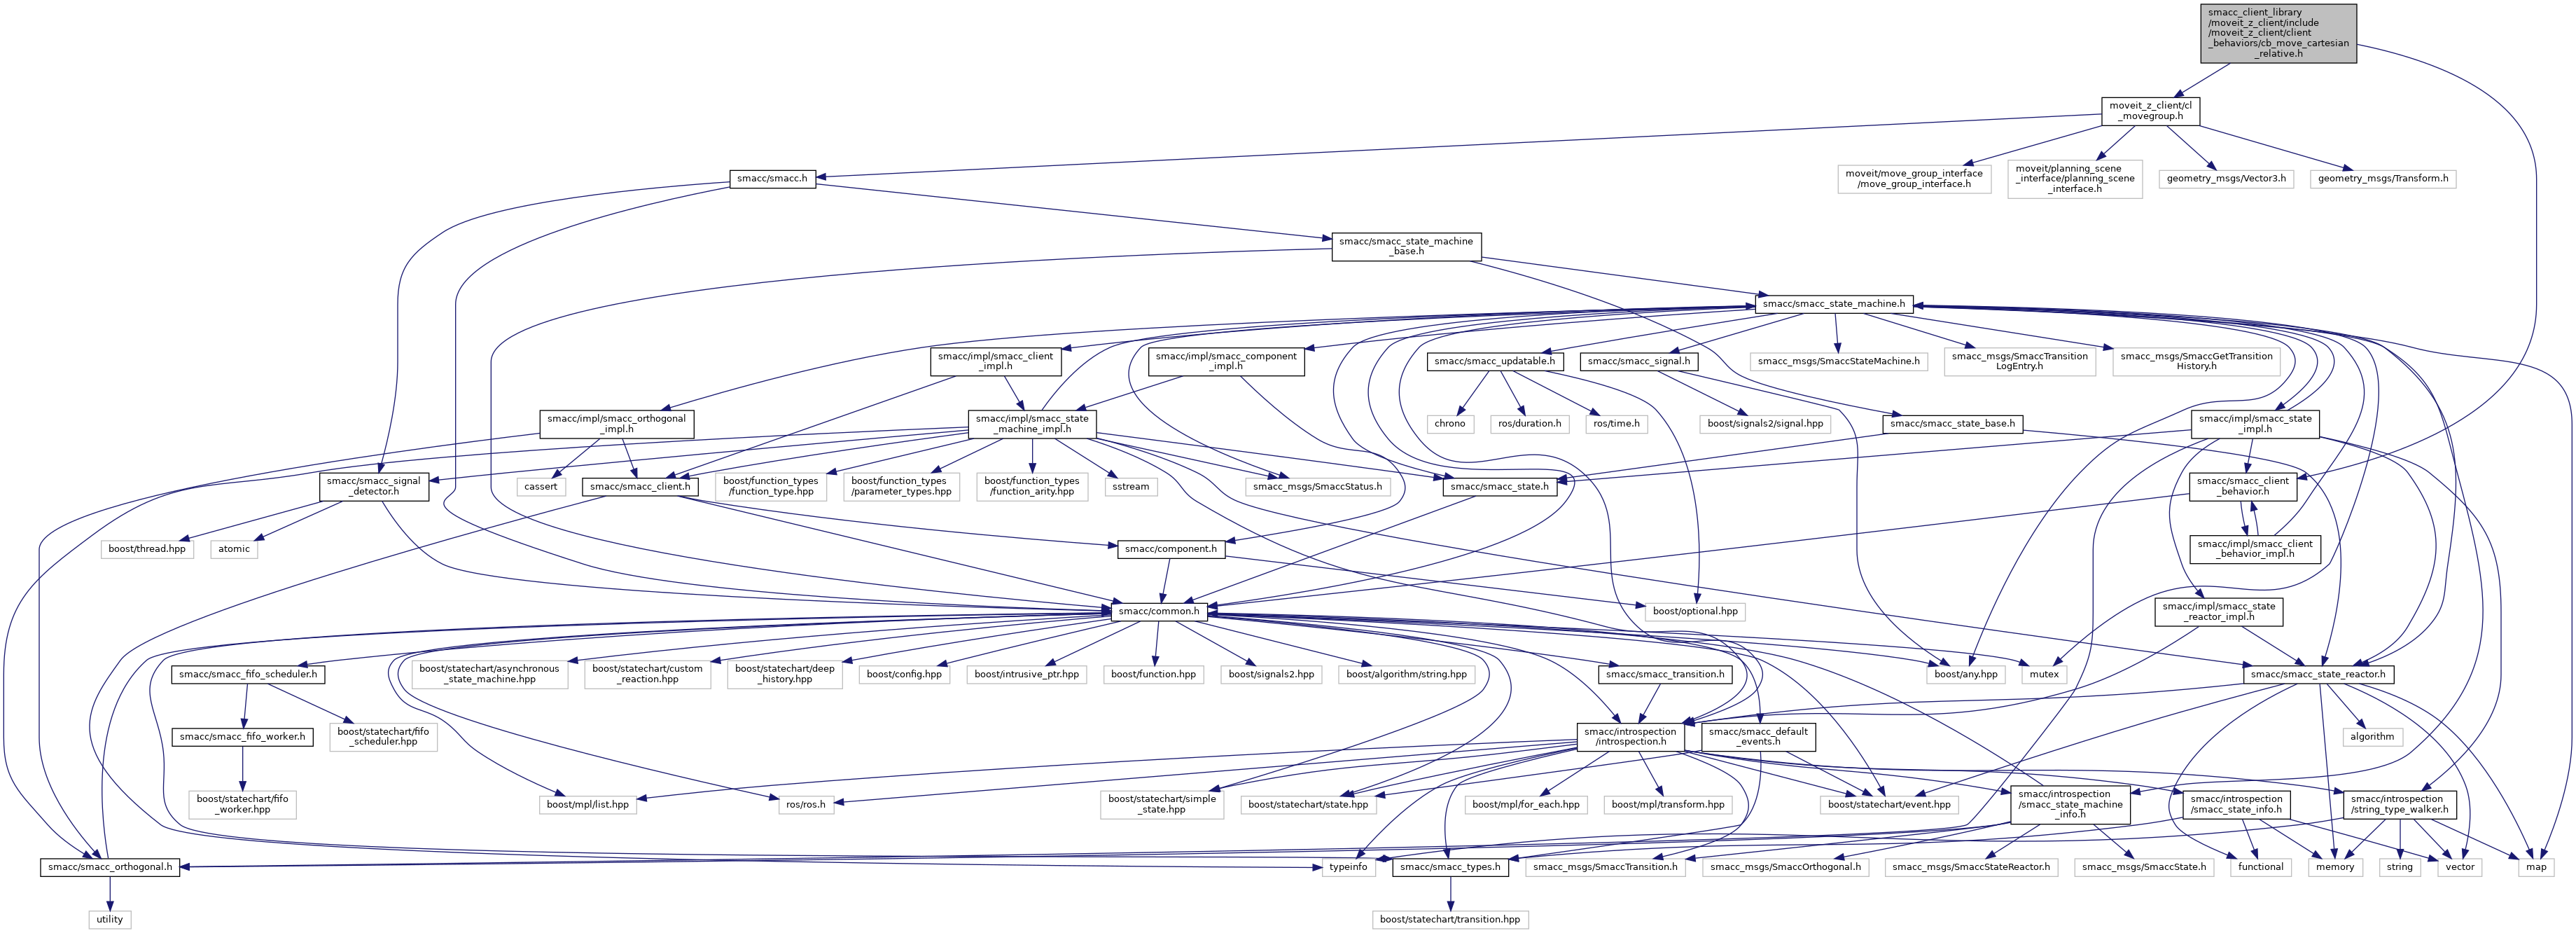 smacc_client_library
/moveit_z_client/include
/moveit_z_client/client
_behaviors/cb_move_cartesian
_relative.h
moveit_z_client/cl
_movegroup.h
smacc/smacc.h
moveit/move_group_interface
/move_group_interface.h
moveit/planning_scene
_interface/planning_scene
_interface.h
geometry_msgs/Vector3.h
geometry_msgs/Transform.h
smacc/smacc_state_machine
_base.h
smacc/smacc_state_machine.h
smacc/impl/smacc_client
_impl.h
smacc/impl/smacc_component
_impl.h
smacc/smacc_updatable.h
smacc/smacc_signal.h
smacc_msgs/SmaccStateMachine.h
smacc_msgs/SmaccTransition
LogEntry.h
smacc_msgs/SmaccGetTransition
History.h
smacc/impl/smacc_orthogonal
_impl.h
smacc/impl/smacc_state
_machine_impl.h
chrono
ros/duration.h
ros/time.h
boost/signals2/signal.hpp
smacc/smacc_state_base.h
smacc/impl/smacc_state
_impl.h
smacc/smacc_signal
_detector.h
cassert
smacc/smacc_client.h
boost/function_types
/function_type.hpp
boost/function_types
/parameter_types.hpp
boost/function_types
/function_arity.hpp
sstream
smacc_msgs/SmaccStatus.h
smacc/smacc_state.h
smacc/smacc_client
_behavior.h
boost/thread.hpp
atomic
smacc/component.h
smacc/impl/smacc_client
_behavior_impl.h
smacc/common.h
boost/optional.hpp
smacc/impl/smacc_state
_reactor_impl.h
smacc/smacc_fifo_scheduler.h
boost/statechart/asynchronous
_state_machine.hpp
boost/statechart/custom
_reaction.hpp
boost/statechart/deep
_history.hpp
boost/config.hpp
boost/intrusive_ptr.hpp
boost/function.hpp
boost/signals2.hpp
boost/algorithm/string.hpp
smacc/smacc_transition.h
boost/any.hpp
mutex
smacc/smacc_state_reactor.h
smacc/smacc_fifo_worker.h
boost/statechart/fifo
_scheduler.hpp
smacc/introspection
/introspection.h
smacc/smacc_default
_events.h
algorithm
boost/statechart/fifo
_worker.hpp
boost/mpl/list.hpp
ros/ros.h
boost/statechart/simple
_state.hpp
boost/statechart/state.hpp
boost/mpl/for_each.hpp
boost/mpl/transform.hpp
boost/statechart/event.hpp
smacc/introspection
/smacc_state_machine
_info.h
smacc/introspection
/smacc_state_info.h
smacc/introspection
/string_type_walker.h
smacc/smacc_orthogonal.h
typeinfo
smacc/smacc_types.h
smacc_msgs/SmaccTransition.h
smacc_msgs/SmaccOrthogonal.h
smacc_msgs/SmaccStateReactor.h
smacc_msgs/SmaccState.h
functional
memory
string
vector
map
utility
boost/statechart/transition.hpp